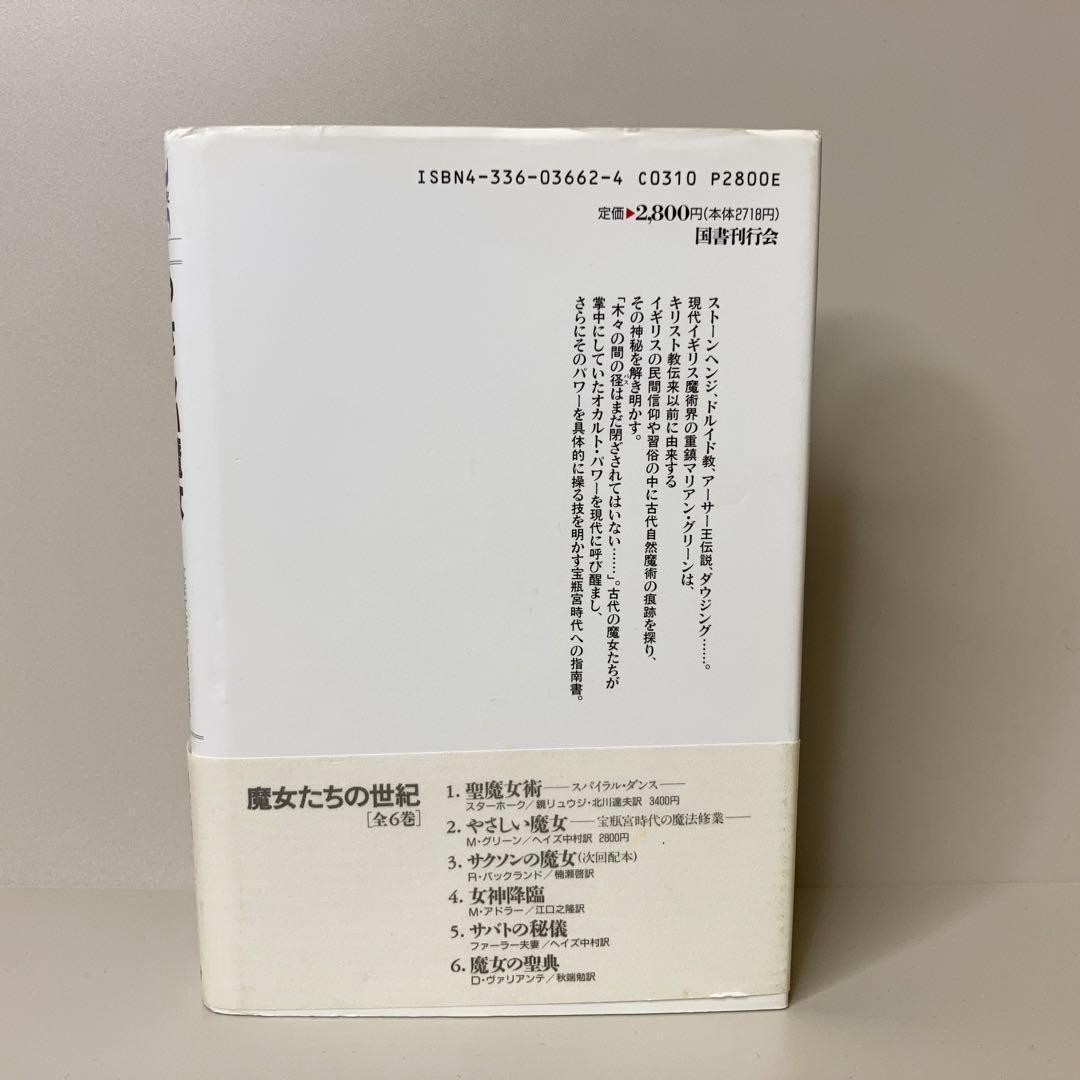 ISBN4-336-03662-4 C0310 P2800E
定価▶2,800円(本体2718円)
国書刊行会
ストーンヘンジ、ドルイド教、アーサー王伝説、ダウジング……。
現代イギリス魔術界の重鎮マリアン・グリーンは、
キリスト教伝来以前に由来する
イギリスの民間信仰や習俗の中に古代自然魔術の痕跡を探り、
その神秘を解き明かす。
「木々の間の径はまだ閉ざされてはいない……」。古代の魔女たちが
掌中にしていたオカルト・パワーを現代に呼び醒まし、
さらにそのパワーを具体的に操る技を明かす宝瓶宮時代への指南書。
魔女たちの世紀
[全6巻]
1. 聖魔女術――スパイラル・ダンス――
スターホーク/鏡リュウジ・北川達夫訳 3400円
2. やさしい魔女――宝瓶宮時代の魔法修業――
M・グリーン/ヘイズ中村訳 2800円
3. サクソンの魔女(次回配本)
R・バックランド/楠瀬啓訳
4. 女神降臨
M・アドラー/江口之隆訳
5. サバトの秘儀
ファーラー夫妻/ヘイズ中村訳
6. 魔女の聖典
D・ヴァリアンテ/秋端勉訳